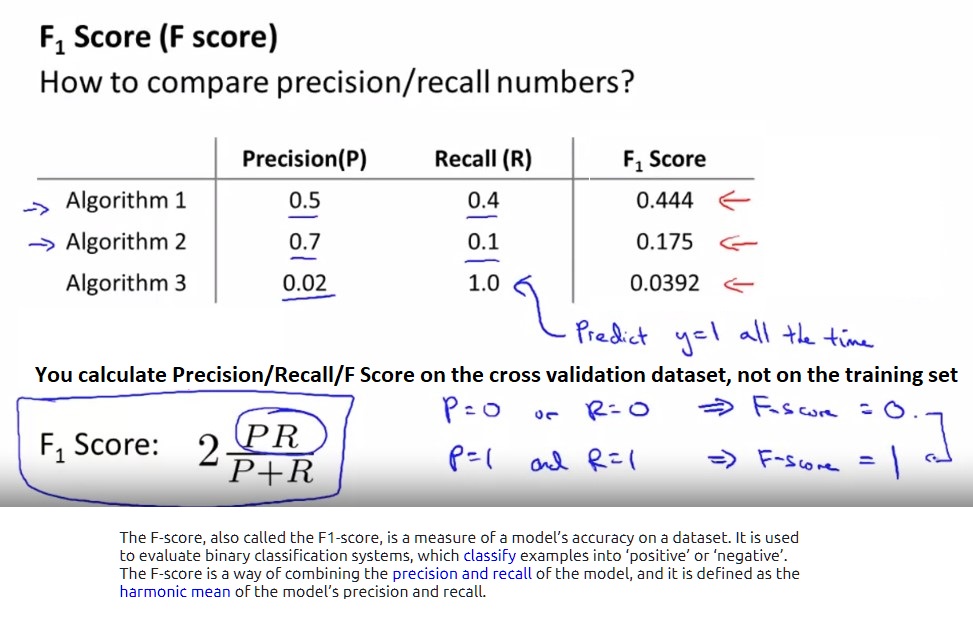 F₁ Score (F score)
How to compare precision/recall numbers?
Precision(P) Recall (R) F₁ Score
→ Algorithm 1 0.5 0.4 0.444 ←
→ Algorithm 2 0.7 0.1 0.175 ←
Algorithm 3 0.02 1.0 0.0392 ←
Predict y=1 all the time
You calculate Precision/Recall/F Score on the cross validation dataset, not on the training set
P=0 or R=0 ⇒ F-score = 0.
F₁ Score: 2 PR / P+R
P=1 and R=1 ⇒ F-score = 1
The F-score, also called the F1-score, is a measure of a model’s accuracy on a dataset. It is used
to evaluate binary classification systems, which classify examples into ‘positive’ or ‘negative’.
The F-score is a way of combining the precision and recall of the model, and it is defined as the
harmonic mean of the model’s precision and recall.